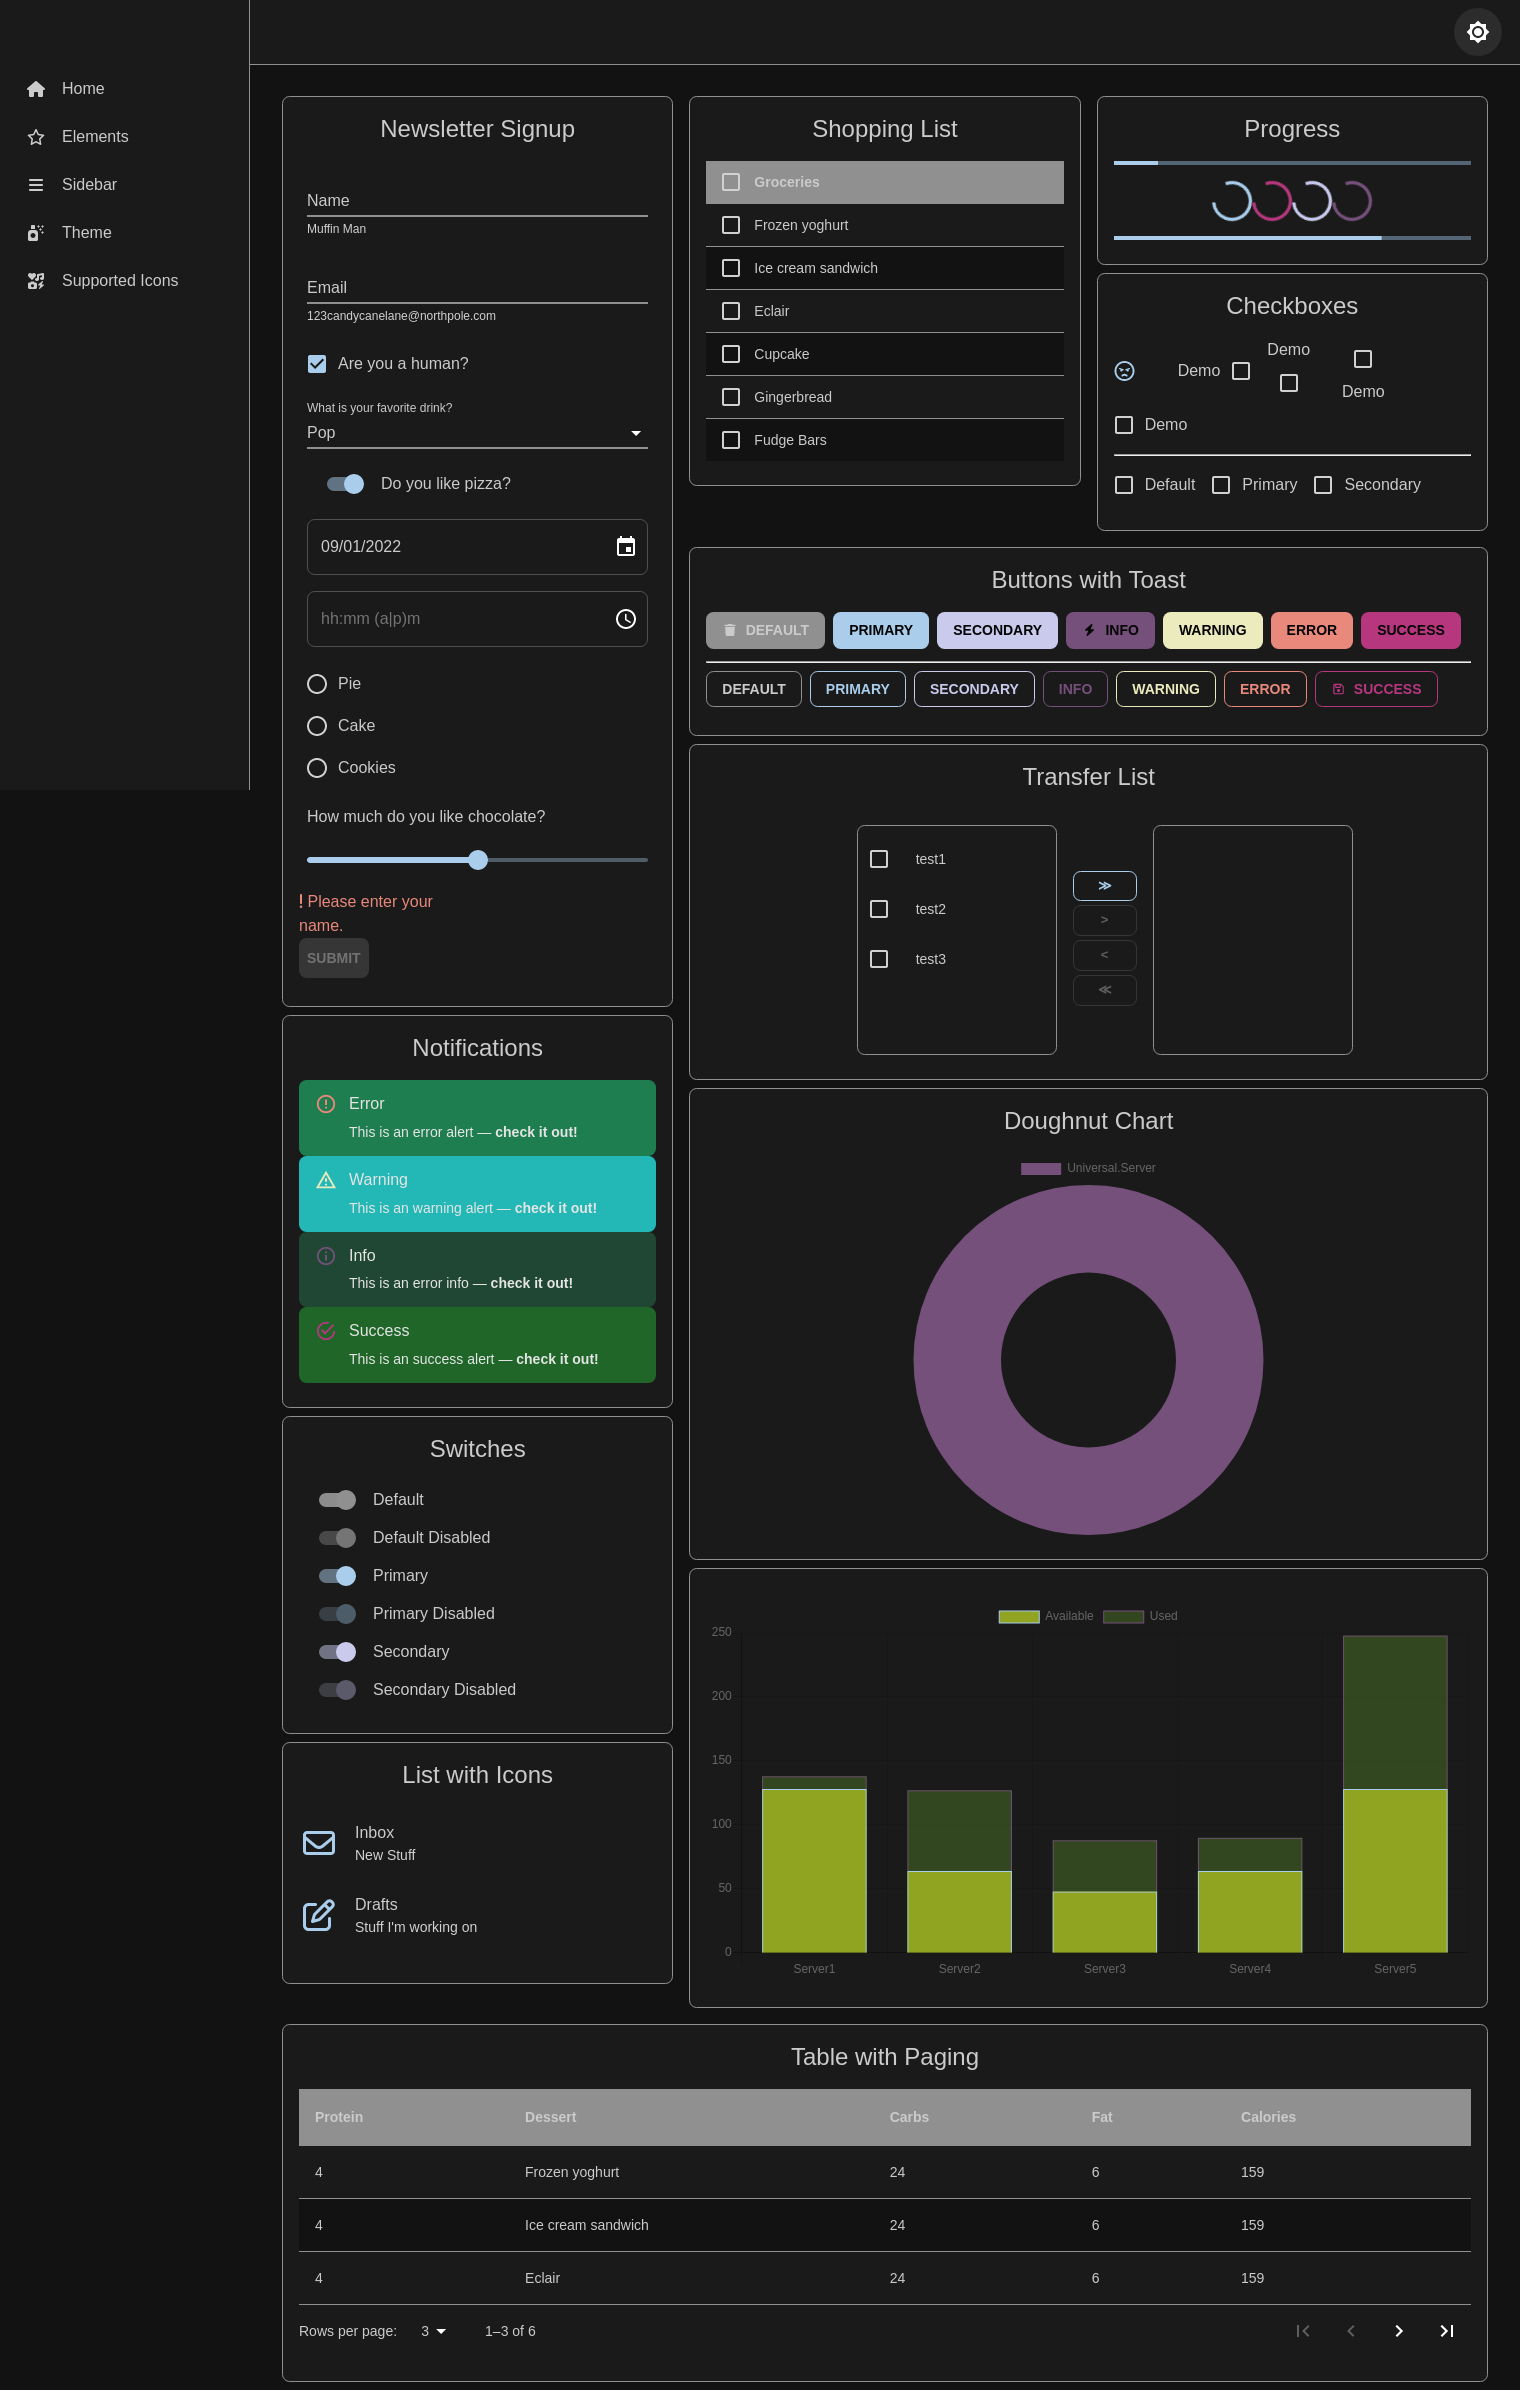 Home
Elements
Sidebar
Theme
Supported Icons
Newsletter Signup
Name
Muffin Man
Email
123candycanelane@northpole.com
Are you a human?
What is your favorite drink?
Pop
Do you like pizza?
09/01/2022
hh:mm (a|p)m
Pie
Cake
Cookies
How much do you like chocolate?
! Please enter your
name.
SUBMIT
Notifications
Error
This is an error alert — check it out!
Warning
This is an warning alert — check it out!
Info
This is an error info — check it out!
Success
This is an success alert — check it out!
Switches
Default
Default Disabled
Primary
Primary Disabled
Secondary
Secondary Disabled
List with Icons
Inbox
New Stuff
Drafts
Stuff I'm working on
Shopping List
Groceries
Frozen yoghurt
Ice cream sandwich
Eclair
Cupcake
Gingerbread
Fudge Bars
Progress
Checkboxes
Demo
Demo
Demo
Demo
Default Primary Secondary
Buttons with Toast
DEFAULT PRIMARY SECONDARY INFO WARNING ERROR SUCCESS
DEFAULT PRIMARY SECONDARY INFO WARNING ERROR SUCCESS
Transfer List
test1
test2
test3
≫
>
<
≪
Doughnut Chart
Universal.Server
Available Used
250
200
150
100
50
0
Server1 Server2 Server3 Server4 Server5
Table with Paging
Protein Dessert Carbs Fat Calories
4 Frozen yoghurt 24 6 159
4 Ice cream sandwich 24 6 159
4 Eclair 24 6 159
Rows per page: 3 1–3 of 6